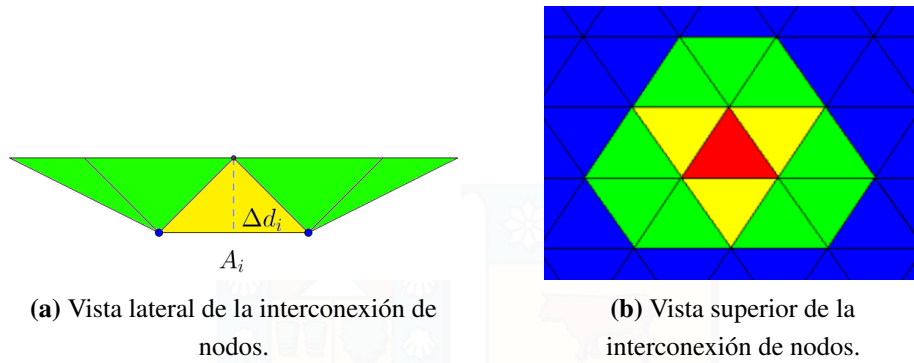 Δd_i
A_i
(a) Vista lateral de la interconexión de
nodos.
(b) Vista superior de la
interconexión de nodos.